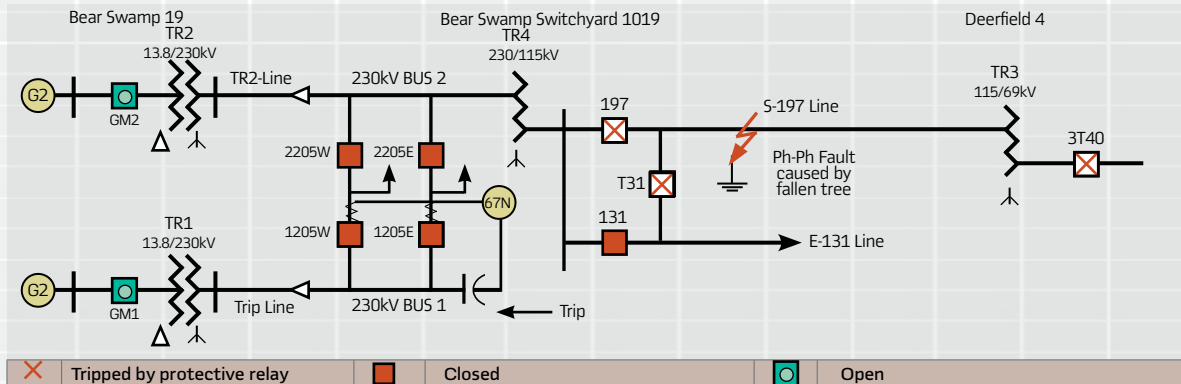 Bear Swamp 19
Bear Swamp Switchyard 1019
Deerfield 4
TR2
13.8/230kV
TR4
230/115kV
TR3
115/69kV
G2
GM2
TR2-Line
230kV BUS 2
197
S-197 Line
3T40
2205W
2205E
T31
Ph-Ph Fault
caused by
fallen tree
67N
TR1
13.8/230kV
1205W
1205E
131
E-131 Line
G2
GM1
Trip Line
230kV BUS 1
Trip
Tripped by protective relay
Closed
Open